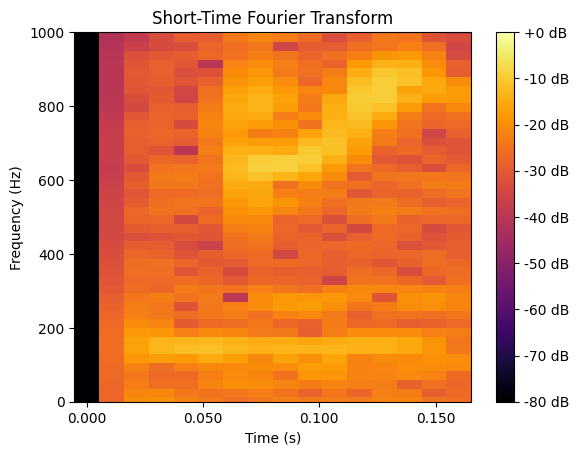 Short-Time Fourier Transform
1000
800
600
400
200
0
Frequency (Hz)
0.000
0.050
0.100
0.150
Time (s)
+0 dB
-10 dB
-20 dB
-30 dB
-40 dB
-50 dB
-60 dB
-70 dB
-80 dB